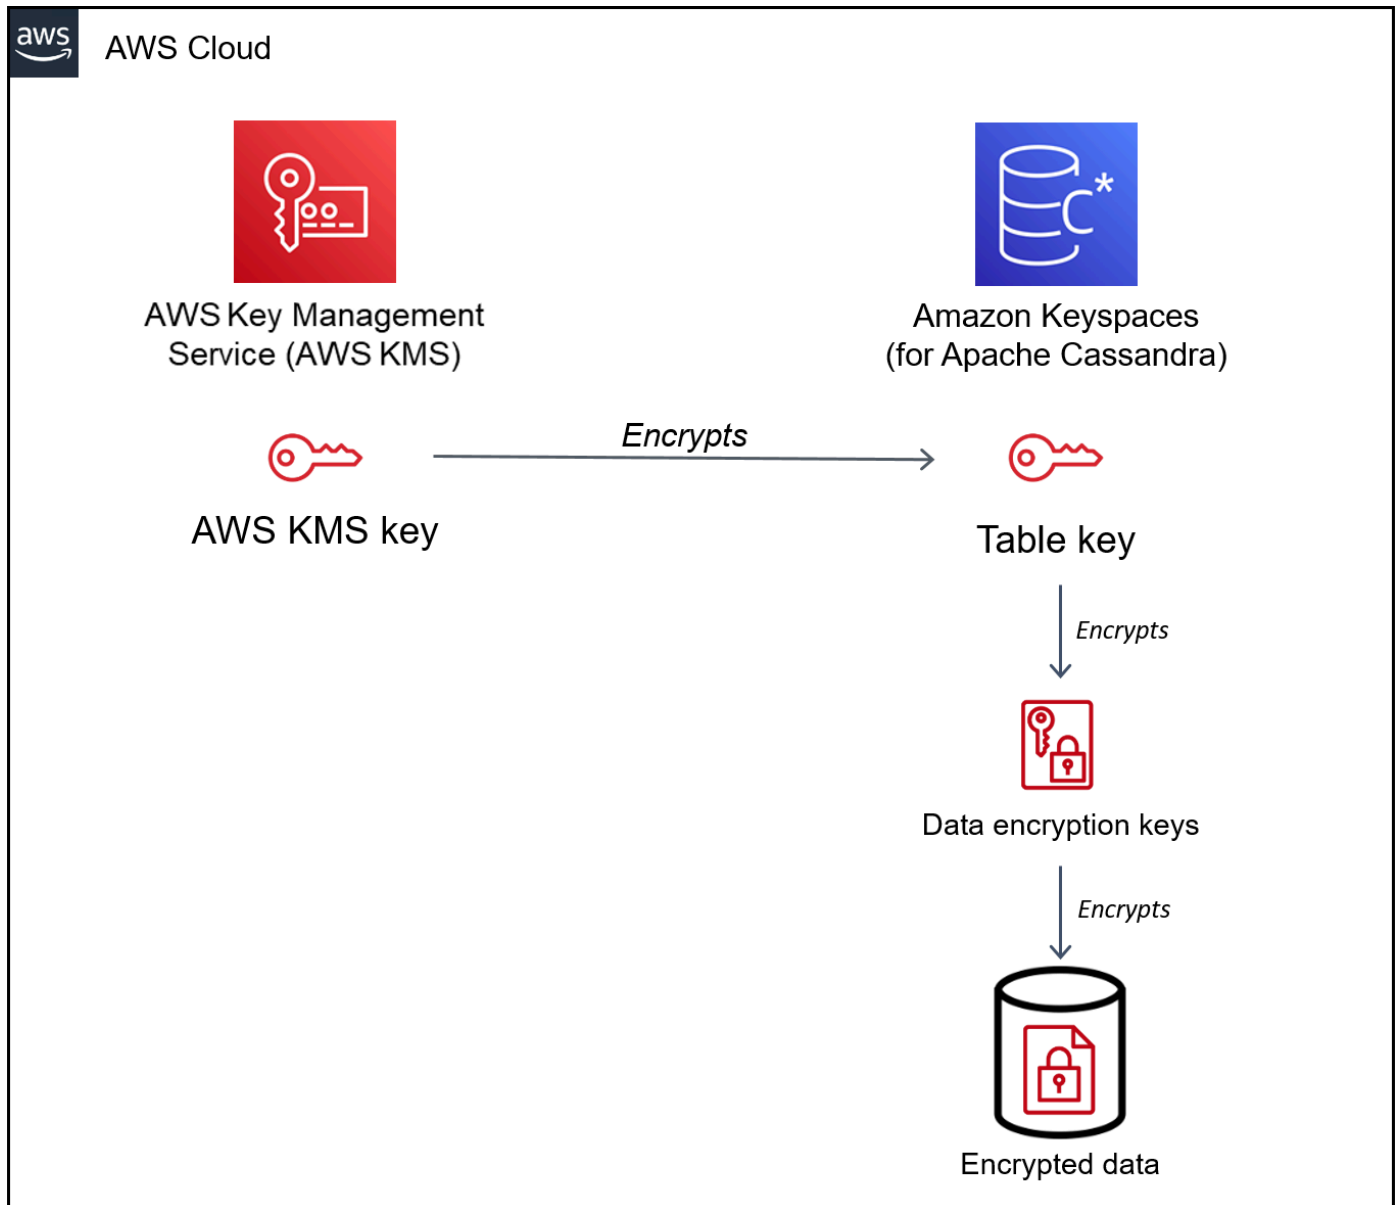 aws
AWS Cloud
C*
AWS Key Management
Service (AWS KMS)
Amazon Keyspaces
(for Apache Cassandra)
Encrypts
AWS KMS key
Table key
Encrypts
Data encryption keys
Encrypts
Encrypted data